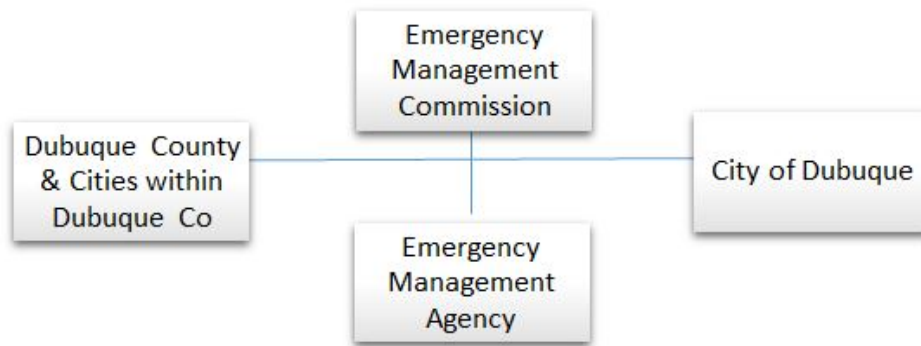 Emergency
Management
Commission
Dubuque County
& Cities within
Dubuque Co
City of Dubuque
Emergency
Management
Agency